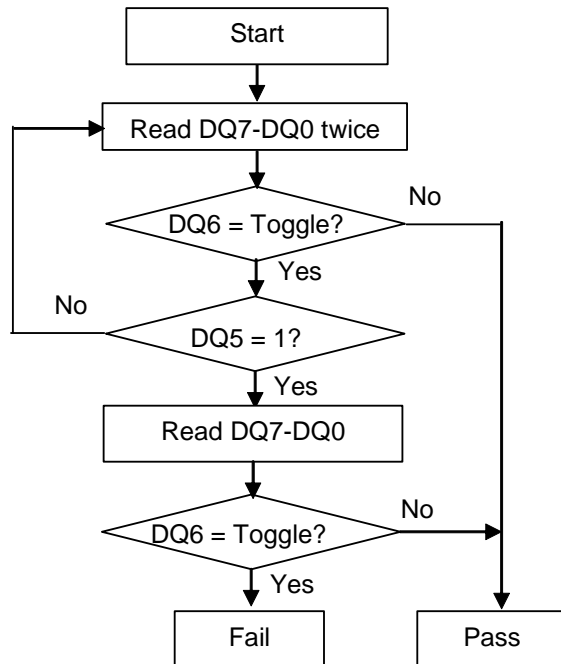 Start
Read DQ7-DQ0 twice
No
DQ6 = Toggle?
Yes
No
DQ5 = 1?
Yes
Read DQ7-DQ0
No
DQ6 = Toggle?
Yes
Fail
Pass